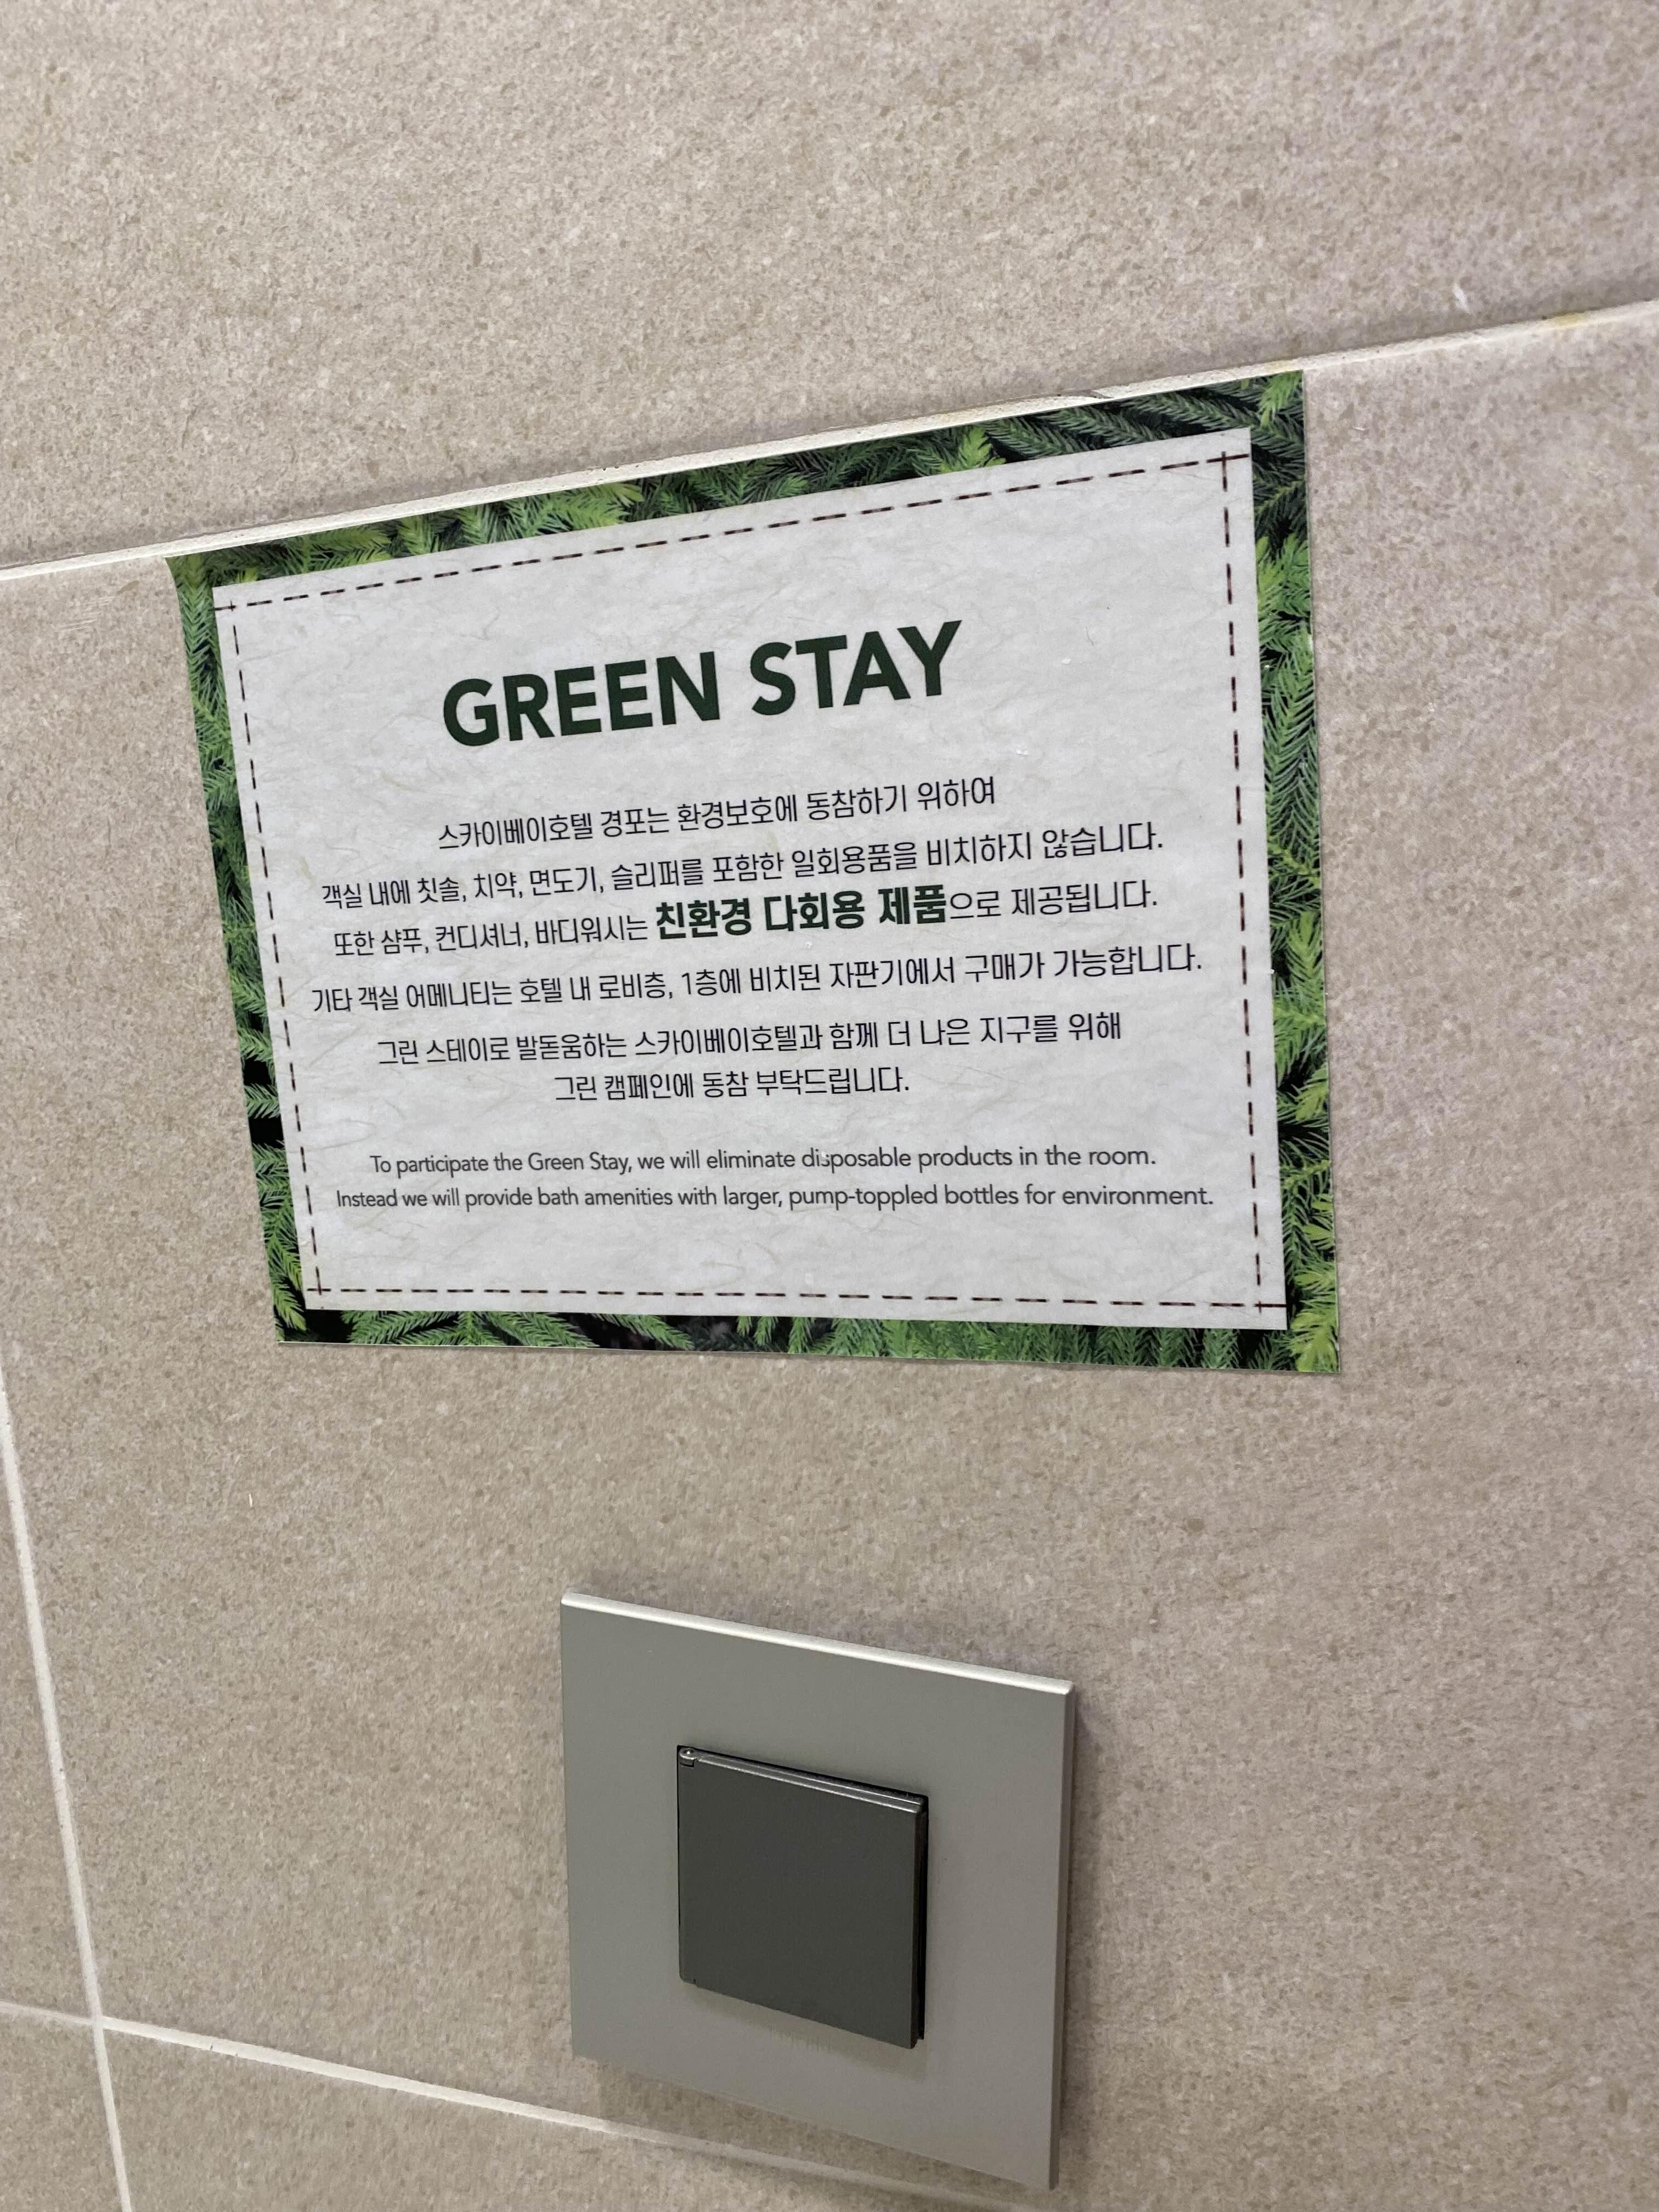 GREEN STAY
스카이베이호텔 경포는 환경보호에 동참하기 위하여
객실 내에 칫솔, 치약, 면도기, 슬리퍼를 포함한 일회용품을 비치하지 않습니다.
또한 샴푸, 컨디셔너, 바디워시는 친환경 다회용 제품으로 제공됩니다.
기타 객실 어메니티는 호텔 내 로비층, 1층에 비치된 자판기에서 구매가 가능합니다.
그린 스테이로 발돋움하는 스카이베이호텔과 함께 더 나은 지구를 위해
그린 캠페인에 동참 부탁드립니다.
To participate the Green Stay, we will eliminate disposable products in the room.
Instead we will provide bath amenities with larger, pump-toppled bottles for environment.